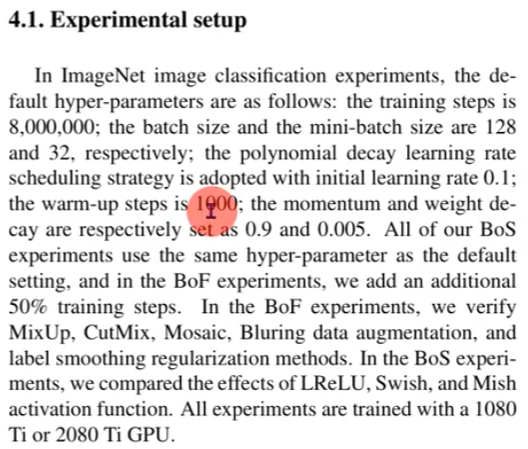 4.1. Experimental setup
In ImageNet image classification experiments, the de-
fault hyper-parameters are as follows: the training steps is
8,000,000; the batch size and the mini-batch size are 128
and 32, respectively; the polynomial decay learning rate
scheduling strategy is adopted with initial learning rate 0.1;
the warm-up steps is 1000; the momentum and weight de-
cay are respectively set as 0.9 and 0.005. All of our BoS
experiments use the same hyper-parameter as the default
setting, and in the BoF experiments, we add an additional
50% training steps. In the BoF experiments, we verify
MixUp, CutMix, Mosaic, Bluring data augmentation, and
label smoothing regularization methods. In the BoS experi-
ments, we compared the effects of LReLU, Swish, and Mish
activation function. All experiments are trained with a 1080
Ti or 2080 Ti GPU.